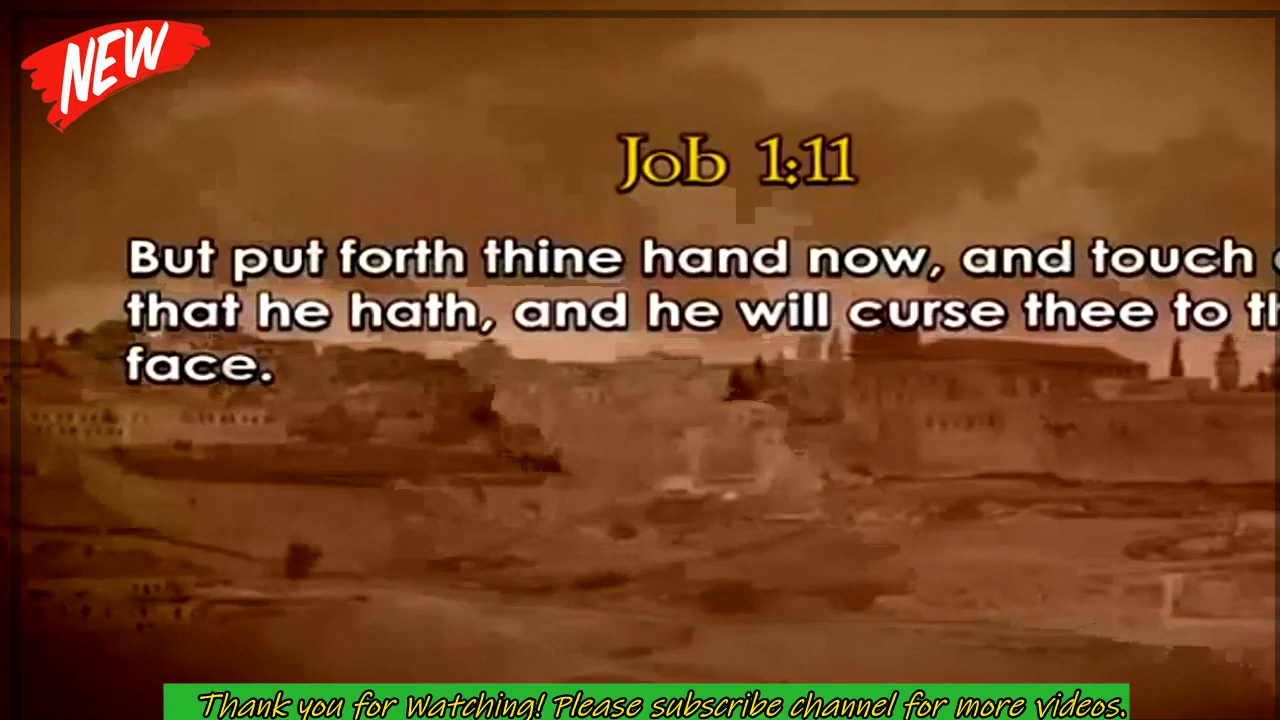 NEW
Job 1:11
But put forth thine hand now, and touch
that he hath, and he will curse thee to
face.
Thank you for Watching! Please subscribe channel for more videos.